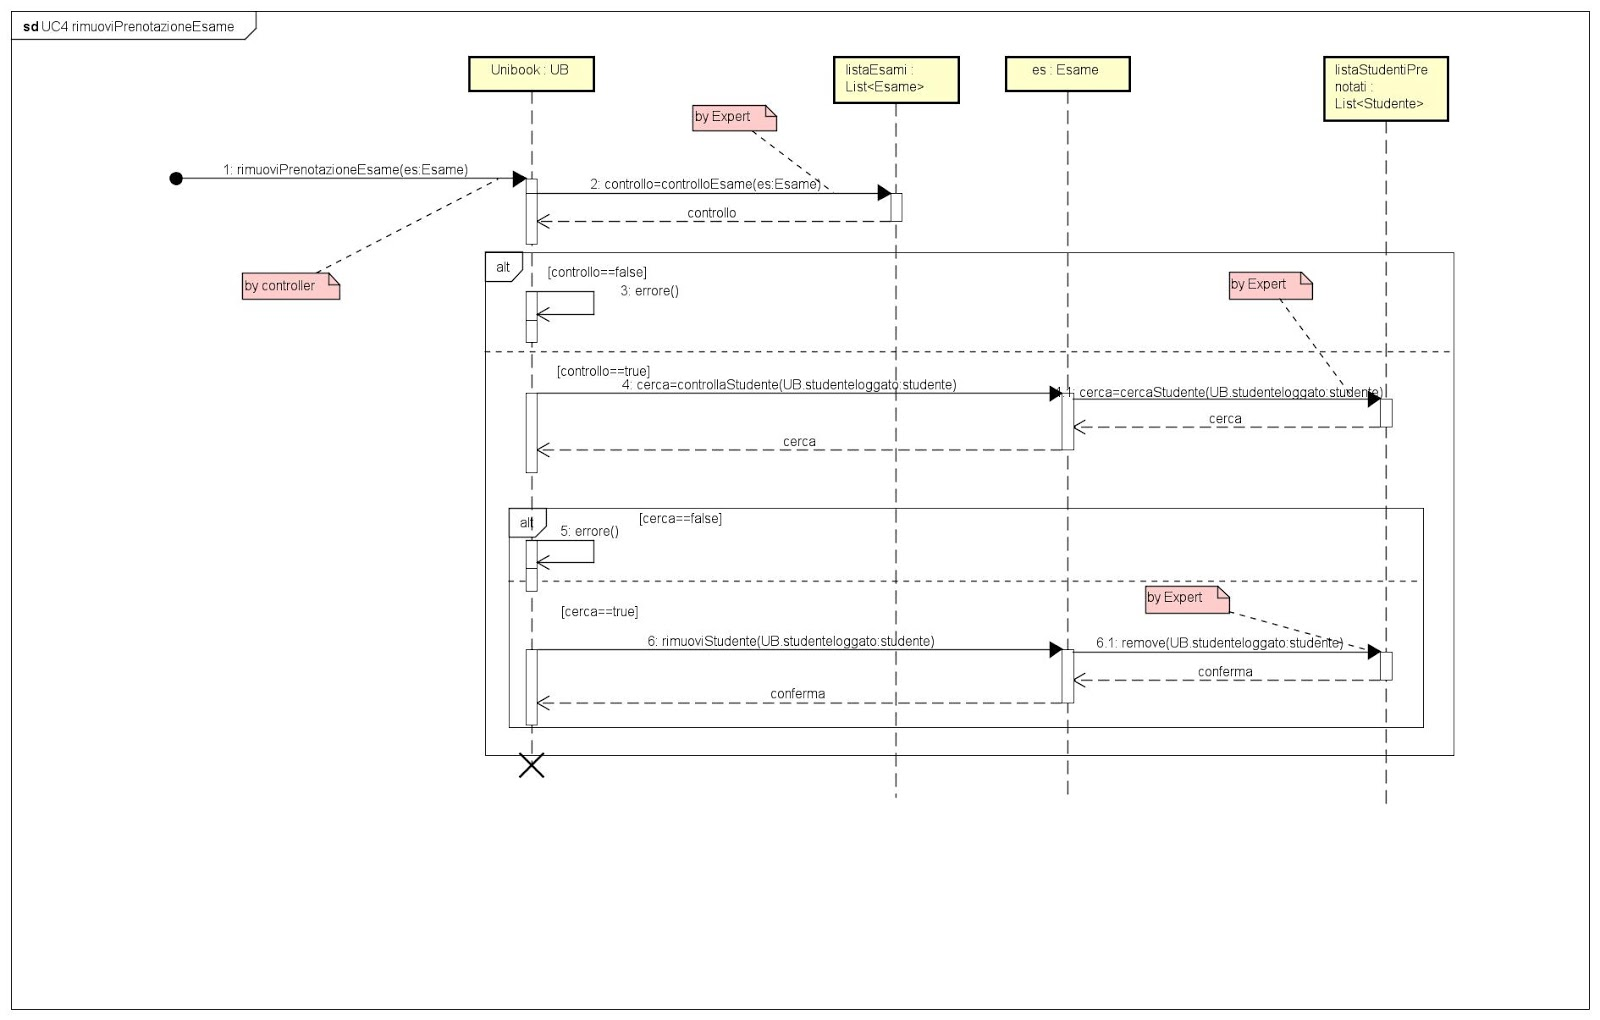 sd UC4 rimuoviPrenotazioneEsame
Unibook : UB
listaEsami :
List<Esame>
es : Esame
listaStudentiPre
notati :
List<Studente>
by Expert
1: rimuoviPrenotazioneEsame(es:Esame)
2: controllo=controlloEsame(es:Esame)
controllo
by controller
alt
[controllo==false]
3: errore()
by Expert
[controllo==true]
4: cerca=controllaStudente(UB.studenteloggato:studente)
.1: cerca=cercaStudente(UB.studenteloggato:studente)
cerca
cerca
alt
[cerca==false]
5: errore()
by Expert
[cerca==true]
6: rimuoviStudente(UB.studenteloggato:studente)
6.1: remove(UB.studenteloggato:studente)
conferma
conferma